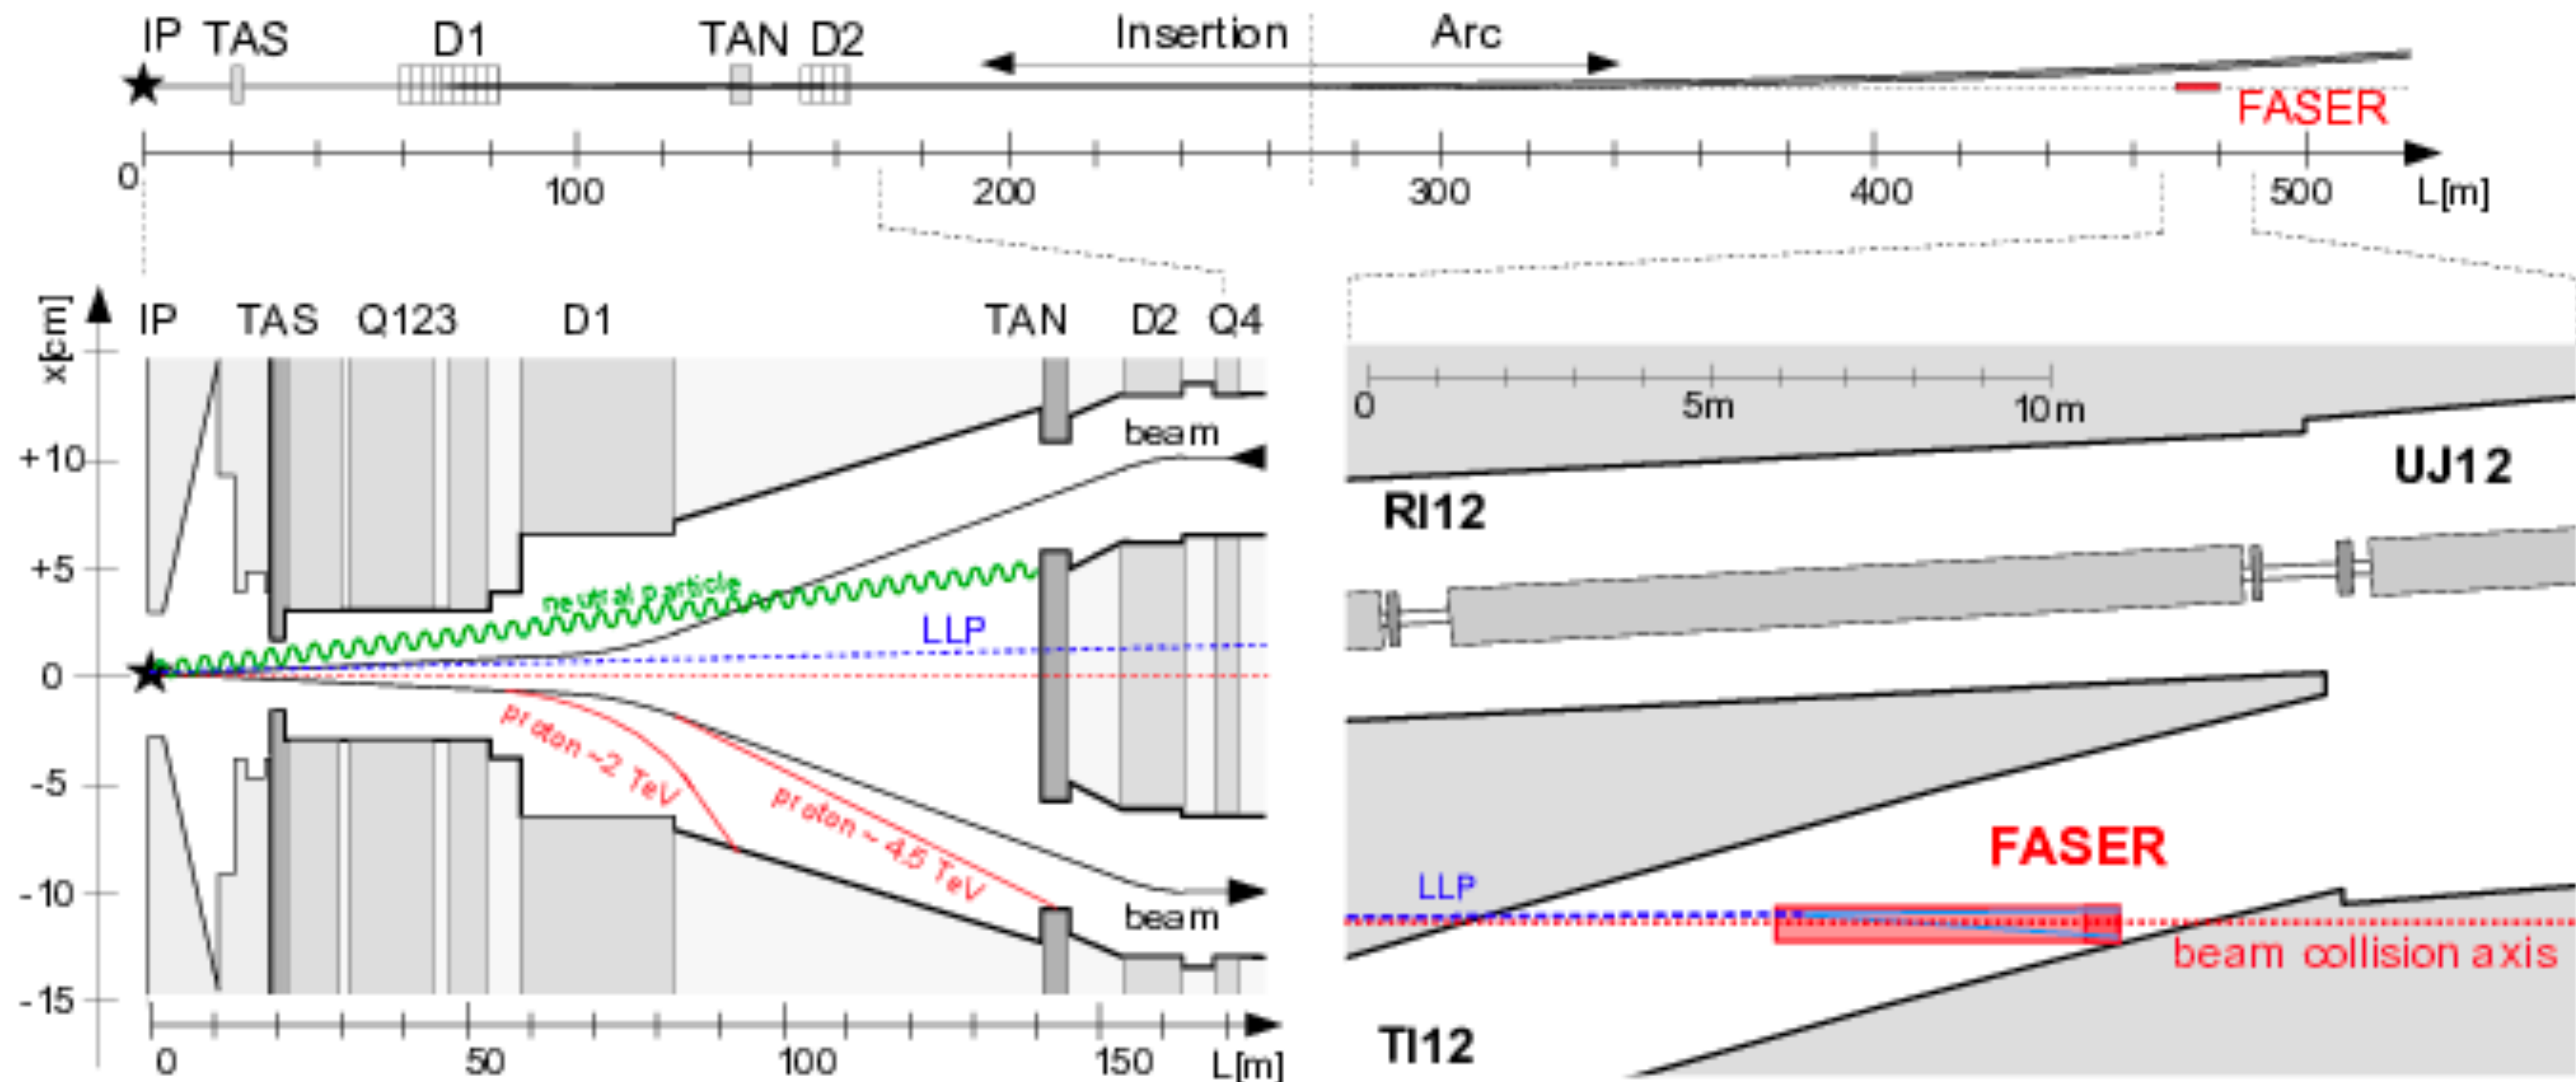 IP TAS D1 TAN D2 Insertion Arc
FASER
0 100 200 300 400 500 L[m]
IP TAS Q123 D1 TAN D2 Q4
x[cm]
+10
+5
0
-5
-10
-15
beam
neutral particle
LLP
proton ~2 TeV
proton ~ 4.5 TeV
beam
0 50 100 150 L[m]
0 5m 10m
UJ12
RI12
FASER
LLP
beam collision axis
TI12